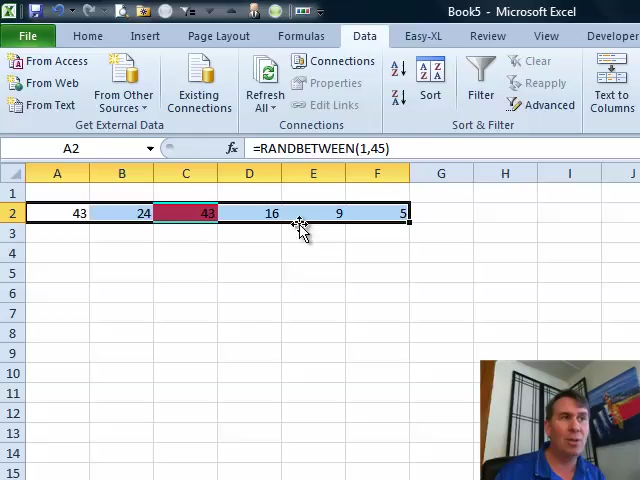 Book5 - Microsoft Excel
File Home Insert Page Layout Formulas Data Easy-XL Review View Developer
From Access
From Web
From Text
From Other Sources
Existing Connections
Get External Data
Refresh All
Connections
Properties
Edit Links
Connections
Sort
Filter
Clear
Reapply
Advanced
Sort & Filter
Text to Columns
A2 fx =RANDBETWEEN(1,45)
A B C D E F G H I J
1
2 43 24 43 16 9 5
3
4
5
6
7
8
9
10
11
12
13
14
15